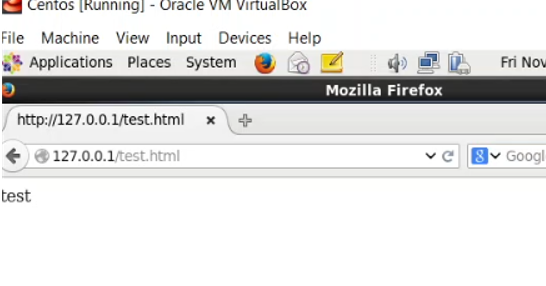 Centos [Running] - Oracle VM VirtualBox
File Machine View Input Devices Help
Applications Places System Fri Nov
Mozilla Firefox
http://127.0.0.1/test.html
127.0.0.1/test.html 8 Googl
test